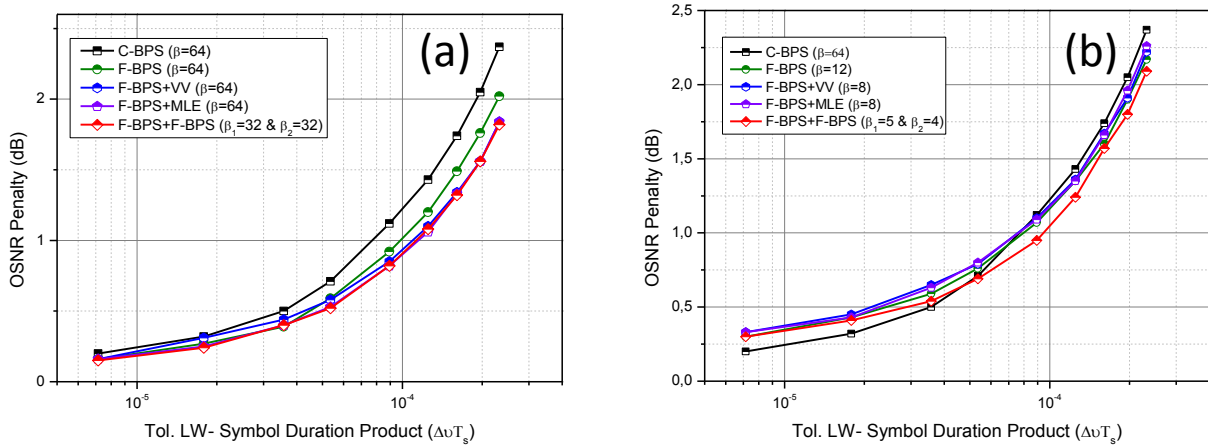 (a)
C-BPS (β=64)
F-BPS (β=64)
F-BPS+VV (β=64)
F-BPS+MLE (β=64)
F-BPS+F-BPS (β₁=32 & β₂=32)
OSNR Penalty (dB)
2
1
0
10⁻⁵
10⁻⁴
Tol. LW- Symbol Duration Product (ΔυTₛ)
(b)
C-BPS (β=64)
F-BPS (β=12)
F-BPS+VV (β=8)
F-BPS+MLE (β=8)
F-BPS+F-BPS (β₁=5 & β₂=4)
OSNR Penalty (dB)
2,5
2,0
1,5
1,0
0,5
0,0
10⁻⁵
10⁻⁴
Tol. LW- Symbol Duration Product (ΔυTₛ)